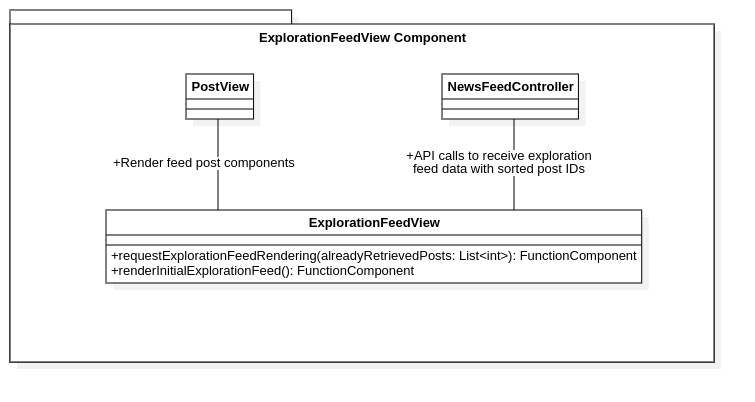 ExplorationFeedView Component
PostView
NewsFeedController
+Render feed post components
+API calls to receive exploration
feed data with sorted post IDs
ExplorationFeedView
+requestExplorationFeedRendering(alreadyRetrievedPosts: List<int>): FunctionComponent
+renderInitialExplorationFeed(): FunctionComponent